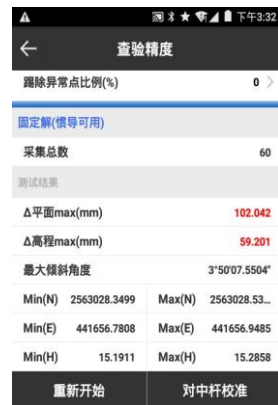 下午3:32
查验精度
踢除异常点比例(%) 0
固定解(惯导可用)
采集总数 60
测试结果
Δ平面max(mm) 102.042
Δ高程max(mm) 59.201
最大倾斜角度 3°50'07.5504"
Min(N) 2563028.3499 Max(N) 2563028.53...
Min(E) 441656.7808 Max(E) 441656.9485
Min(H) 15.1911 Max(H) 15.2858
重新开始 对中杆校准